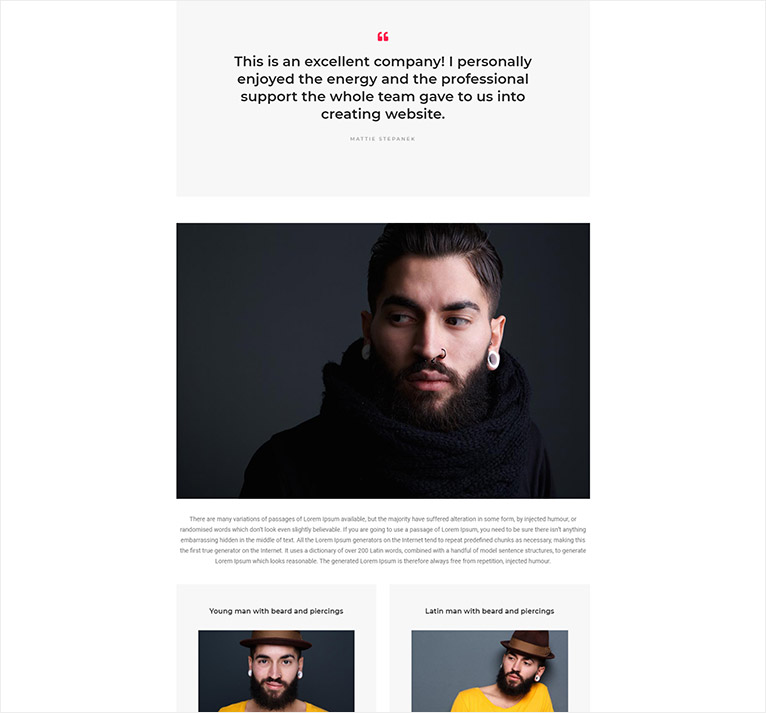 ❝
This is an excellent company! I personally
enjoyed the energy and the professional
support the whole team gave to us into
creating website.
MATTIE STEPANEK
There are many variations of passages of Lorem Ipsum available, but the majority have suffered alteration in some form, by injected humour, or
randomised words which don't look even slightly believable. If you are going to use a passage of Lorem Ipsum, you need to be sure there isn't anything
embarrassing hidden in the middle of text. All the Lorem Ipsum generators on the Internet tend to repeat predefined chunks as necessary, making this
the first true generator on the Internet. It uses a dictionary of over 200 Latin words, combined with a handful of model sentence structures, to generate
Lorem Ipsum which looks reasonable. The generated Lorem Ipsum is therefore always free from repetition, injected humour.
Young man with beard and piercings
Latin man with beard and piercings